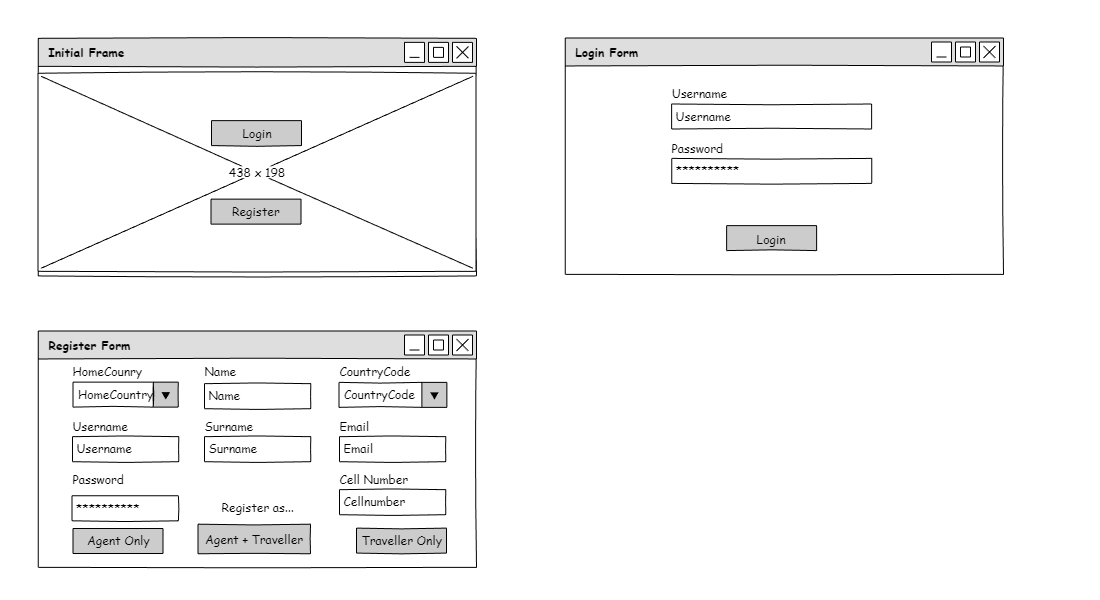 Initial Frame
Login
438 x 198
Register
Login Form
Username
Username
Password
**********
Login
Register Form
HomeCounry
Name
CountryCode
HomeCountry
Name
CountryCode
Username
Surname
Email
Username
Surname
Email
Password
Cell Number
**********
Register as...
Cellnumber
Agent Only
Agent + Traveller
Traveller Only